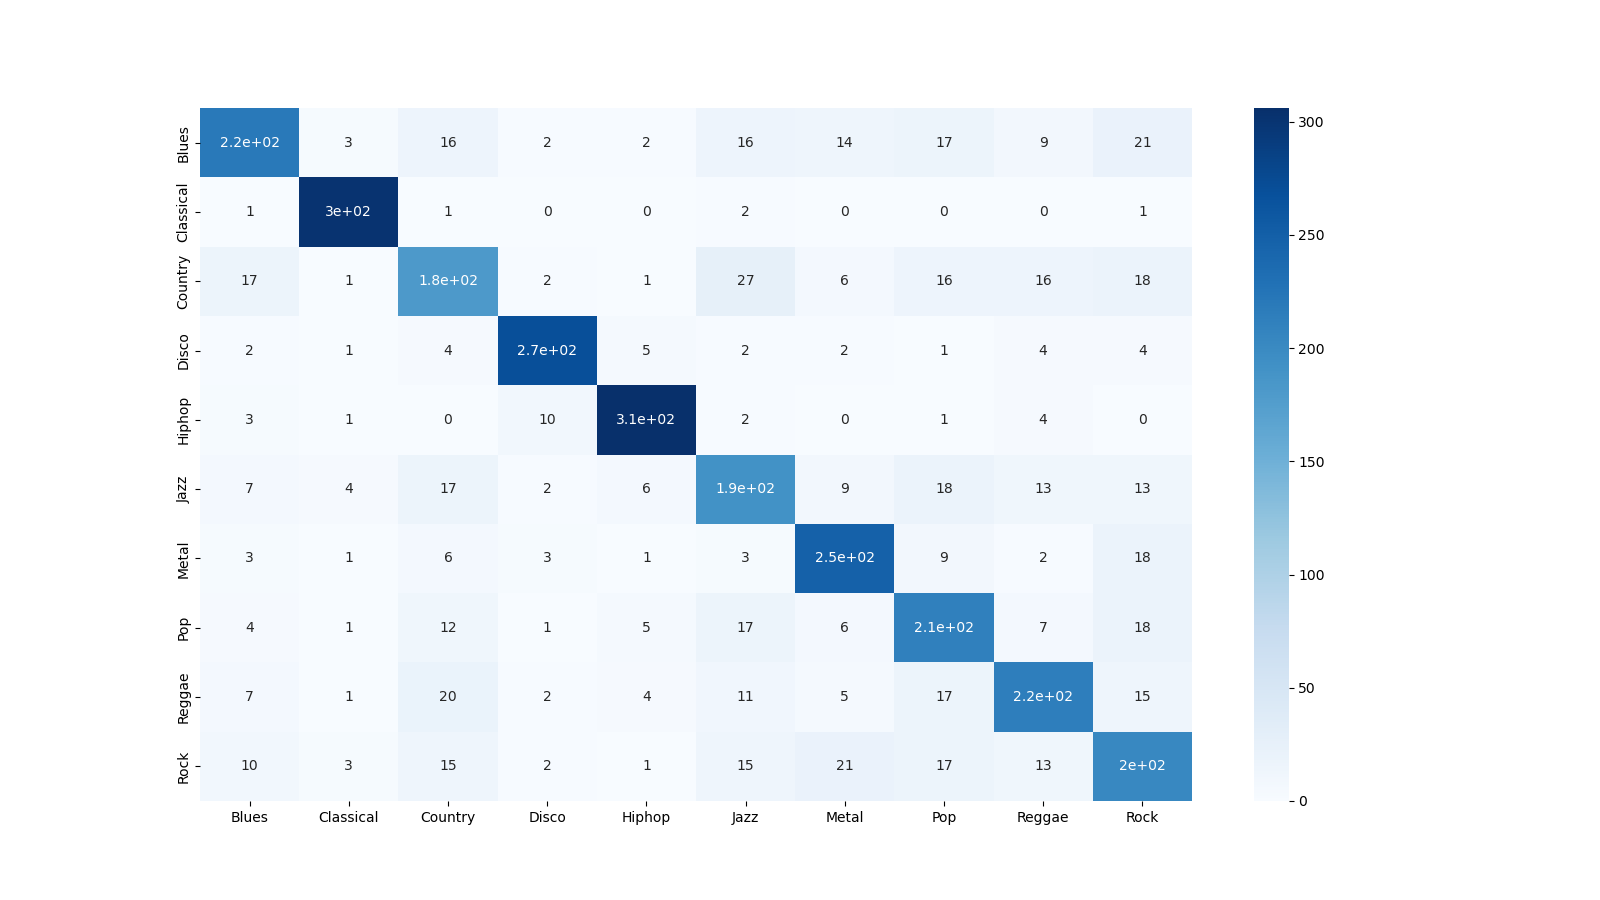 Blues 2.2e+02 3 16 2 2 16 14 17 9 21
Classical 1 3e+02 1 0 0 2 0 0 0 1
Country 17 1 1.8e+02 2 1 27 6 16 16 18
Disco 2 1 4 2.7e+02 5 2 2 1 4 4
Hiphop 3 1 0 10 3.1e+02 2 0 1 4 0
Jazz 7 4 17 2 6 1.9e+02 9 18 13 13
Metal 3 1 6 3 1 3 2.5e+02 9 2 18
Pop 4 1 12 1 5 17 6 2.1e+02 7 18
Reggae 7 1 20 2 4 11 5 17 2.2e+02 15
Rock 10 3 15 2 1 15 21 17 13 2e+02
Blues Classical Country Disco Hiphop Jazz Metal Pop Reggae Rock
300
250
200
150
100
50
0